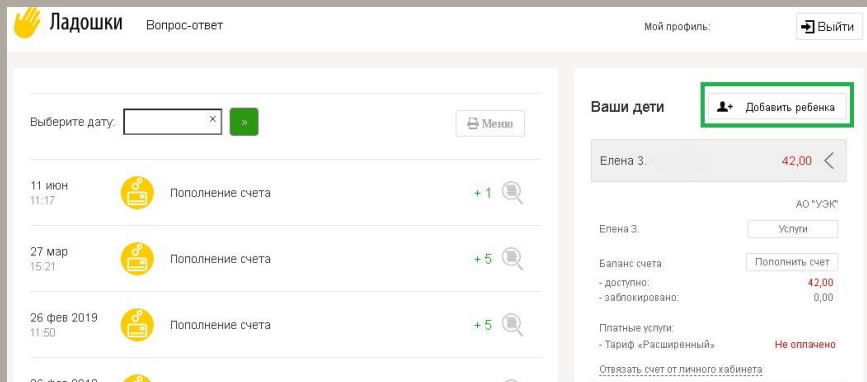 Ладошки
Вопрос-ответ
Мой профиль:
Выйти
Выберите дату:
×
»
Меню
11 июн
11:17
Пополнение счета
+ 1
27 мар
15:21
Пополнение счета
+ 5
26 фев 2019
11:50
Пополнение счета
+ 5
Ваши дети
Добавить ребенка
Елена З.
42,00
АО "УЭК"
Елена З.
Услуги
Баланс счета
Пополнить счет
- доступно:
42,00
- заблокировано:
0,00
Платные услуги:
- Тариф «Расширенный»
Не оплачено
Отвязать счет от личного кабинета